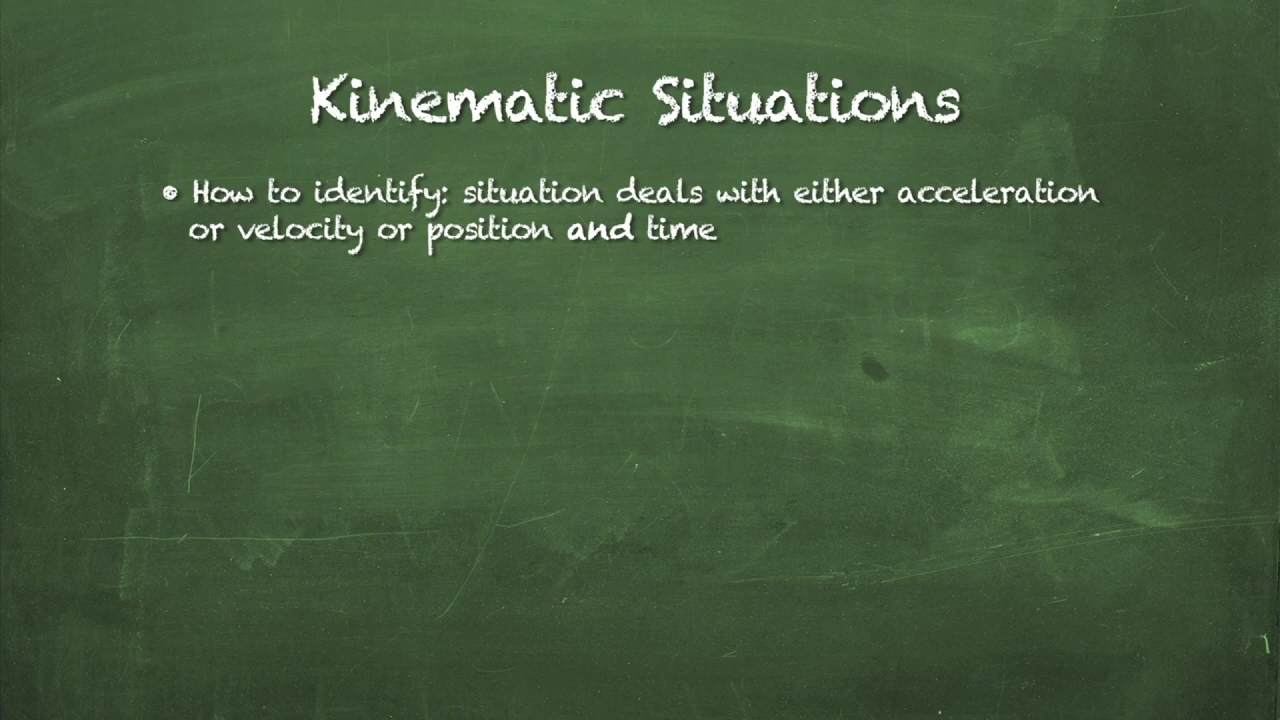 Kinematic Situations
• How to identify: situation deals with either acceleration
or velocity or position and time